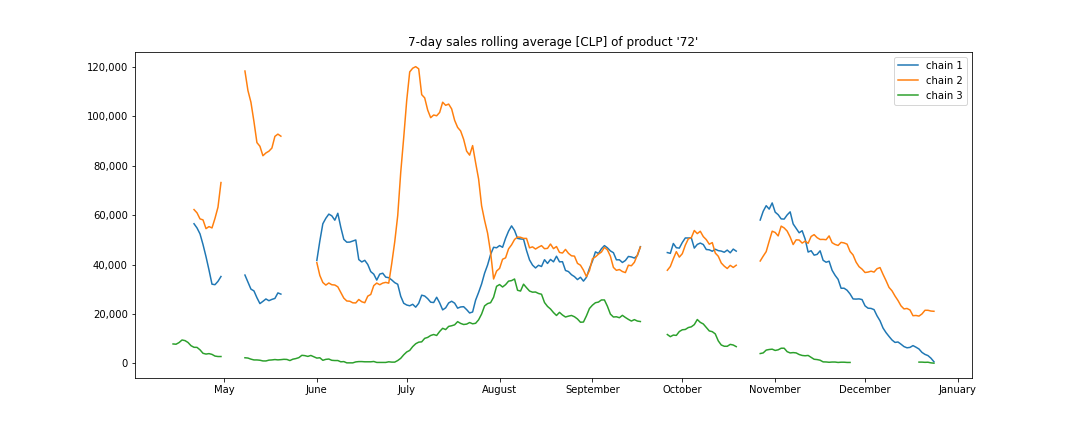 7-day sales rolling average [CLP] of product '72'
chain 1
chain 2
chain 3
120,000
100,000
80,000
60,000
40,000
20,000
0
May June July August September October November December January